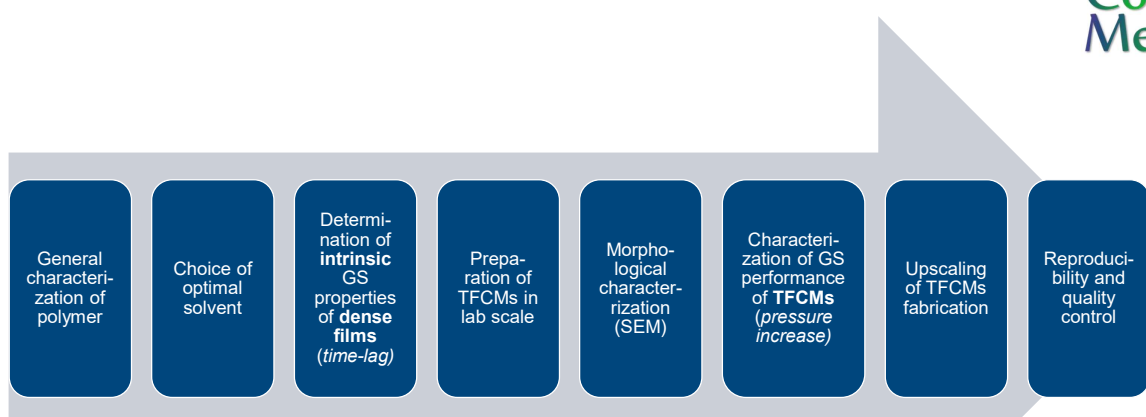 Co
Me
General
characteri-
zation of
polymer
Choice of
optimal
solvent
Determi-
nation of
intrinsic
GS
properties
of dense
films
(time-lag)
Prepa-
ration of
TFCMs in
lab scale
Morpho-
logical
character-
rization
(SEM)
Characteri-
zation of GS
performance
of TFCMs
(pressure
increase)
Upscaling
of TFCMs
fabrication
Reproduci-
bility and
quality
control